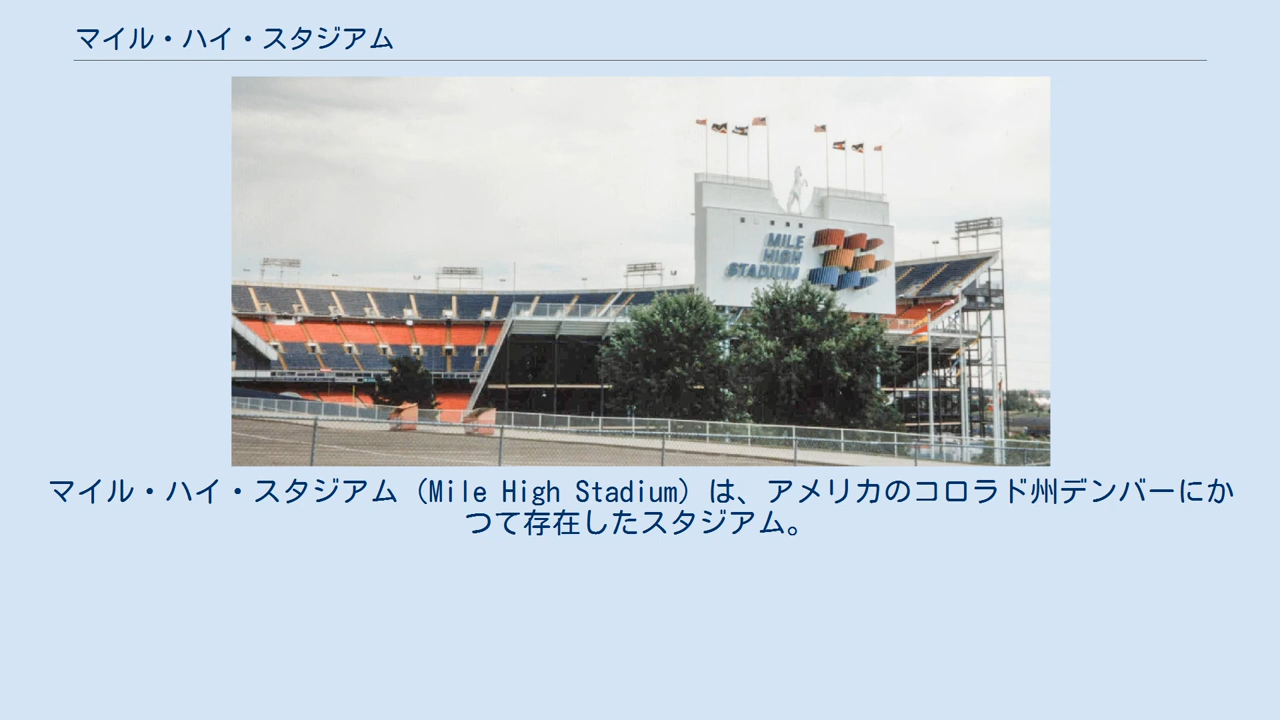 マイル・ハイ・スタジアム
MILE
HIGH
STADIUM
マイル・ハイ・スタジアム（Mile High Stadium）は、アメリカのコロラド州デンバーにか
つて存在したスタジアム。